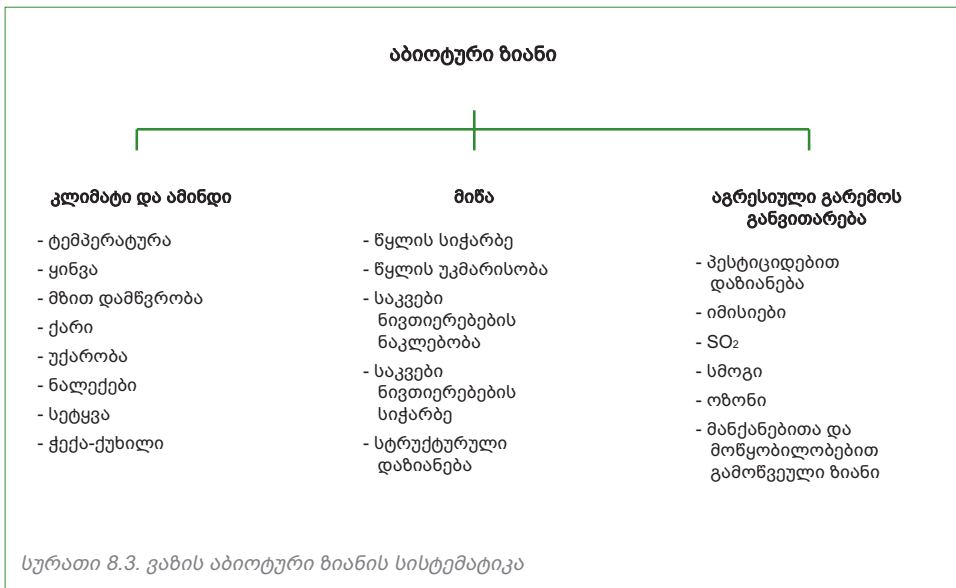 აბიოტური ზიანი
კლიმატი და ამინდი
- ტემპერატურა
- ყინვა
- მზით დამწვრობა
- ქარი
- უქარობა
- ნალექები
- სეტყვა
- ჭექა-ქუხილი
მიწა
- წყლის სიჭარბე
- წყლის უკმარისობა
- საკვები
ნივთიერებების
ნაკლებობა
- საკვები
ნივთიერებების
სიჭარბე
- სტრუქტურული
დაზიანება
აგრესიული გარემოს
განვითარება
- პესტიციდებით
დაზიანება
- იმისიები
- SO₂
- სმოგი
- ოზონი
- მანქანებითა და
მოწყობილობებით
გამოწვეული ზიანი
სურათი 8.3. ვაზის აბიოტური ზიანის სისტემატიკა